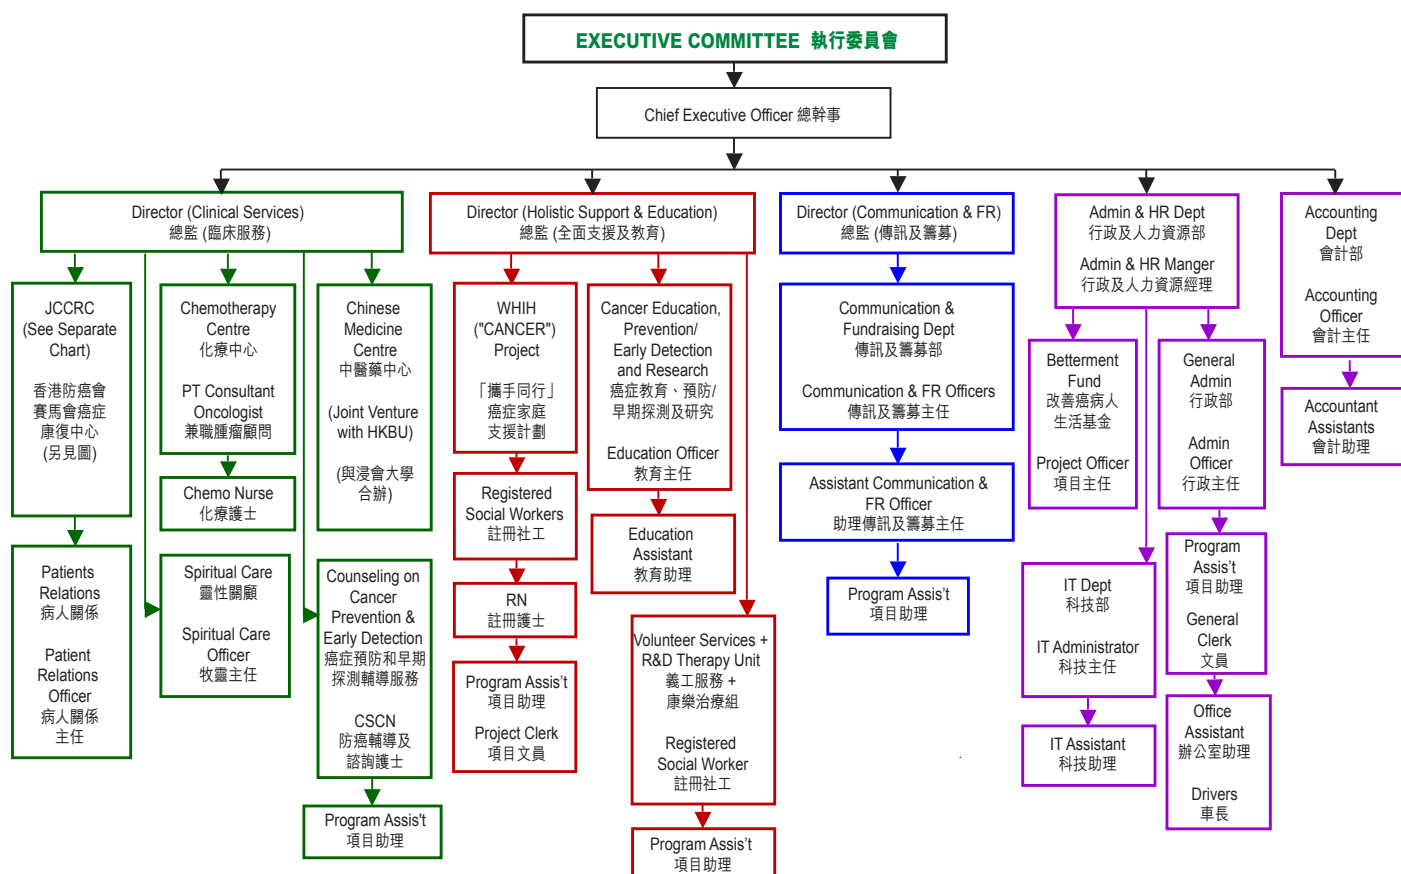 EXECUTIVE COMMITTEE 執行委員會
Chief Executive Officer 總幹事
Director (Clinical Services)
總監 (臨床服務)
JCCRC
(See Separate
Chart)
香港防癌會
賽馬會癌症
康復中心
(另見圖)
Patients
Relations
病人關係
Patient
Relations
Officer
病人關係
主任
Chemotherapy
Centre
化療中心
PT Consultant
Oncologist
兼職腫瘤顧問
Chemo Nurse
化療護士
Spiritual Care
靈性關顧
Spiritual Care
Officer
牧靈主任
Chinese
Medicine
Centre
中醫藥中心
(Joint Venture
with HKBU)
(與浸會大學
合辦)
Counseling on
Cancer
Prevention &
Early Detection
癌症預防和早期
探測輔導服務
CSCN
防癌輔導及
諮詢護士
Program Assis't
項目助理
Director (Holistic Support & Education)
總監 (全面支援及教育)
WHIH
("CANCER")
Project
「攜手同行」
癌症家庭
支援計劃
Registered
Social Workers
註冊社工
RN
註冊護士
Program Assis't
項目助理
Project Clerk
項目文員
Cancer Education,
Prevention/
Early Detection
and Research
癌症教育、預防/
早期探測及研究
Education Officer
教育主任
Education
Assistant
教育助理
Volunteer Services +
R&D Therapy Unit
義工服務 +
康樂治療組
Registered
Social Worker
註冊社工
Program Assis't
項目助理
Director (Communication & FR)
總監 (傳訊及籌募)
Communication &
Fundraising Dept
傳訊及籌募部
Communication & FR Officers
傳訊及籌募主任
Assistant Communication &
FR Officer
助理傳訊及籌募主任
Program Assis't
項目助理
Admin & HR Dept
行政及人力資源部
Admin & HR Manger
行政及人力資源經理
Betterment
Fund
改善癌病人
生活基金
Project Officer
項目主任
IT Dept
科技部
IT Administrator
科技主任
IT Assistant
科技助理
General
Admin
行政部
Admin
Officer
行政主任
Program
Assis't
項目助理
General
Clerk
文員
Office
Assistant
辦公室助理
Drivers
車長
Accounting
Dept
會計部
Accounting
Officer
會計主任
Accountant
Assistants
會計助理